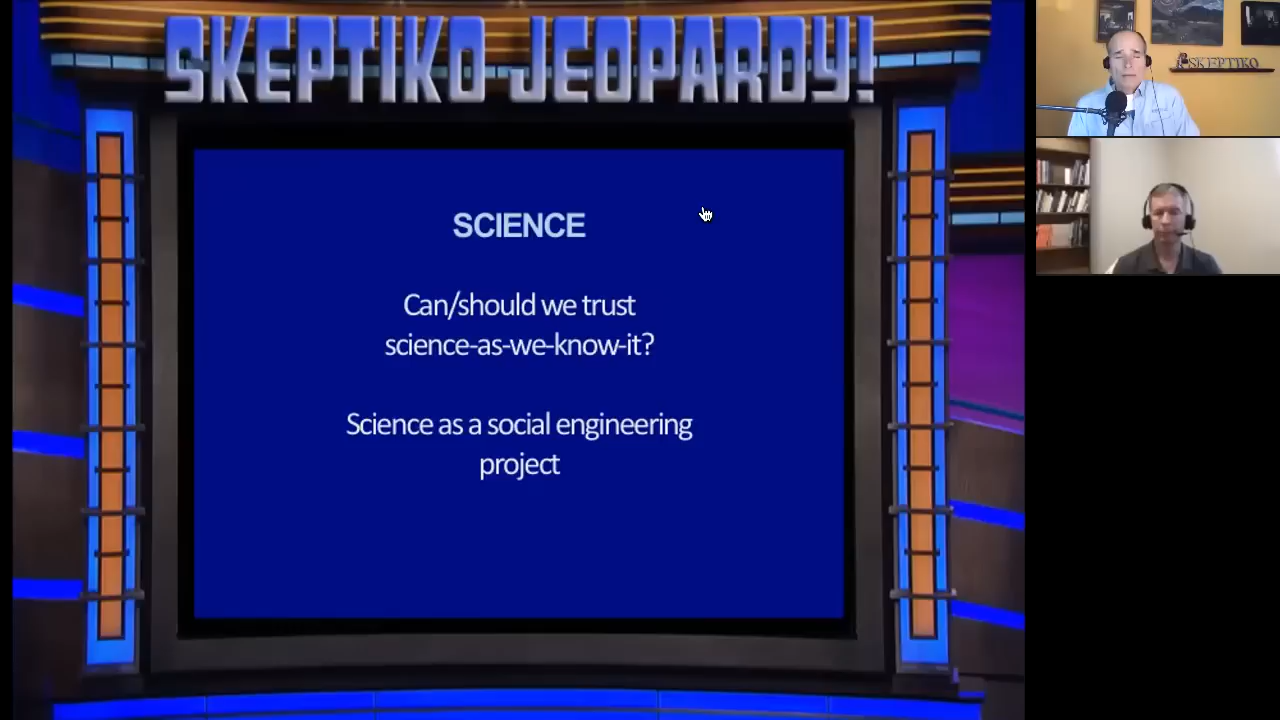 SKEPTIKO JEOPARDY!
SKEPTIKO
SCIENCE
Can/should we trust
science-as-we-know-it?
Science as a social engineering
project